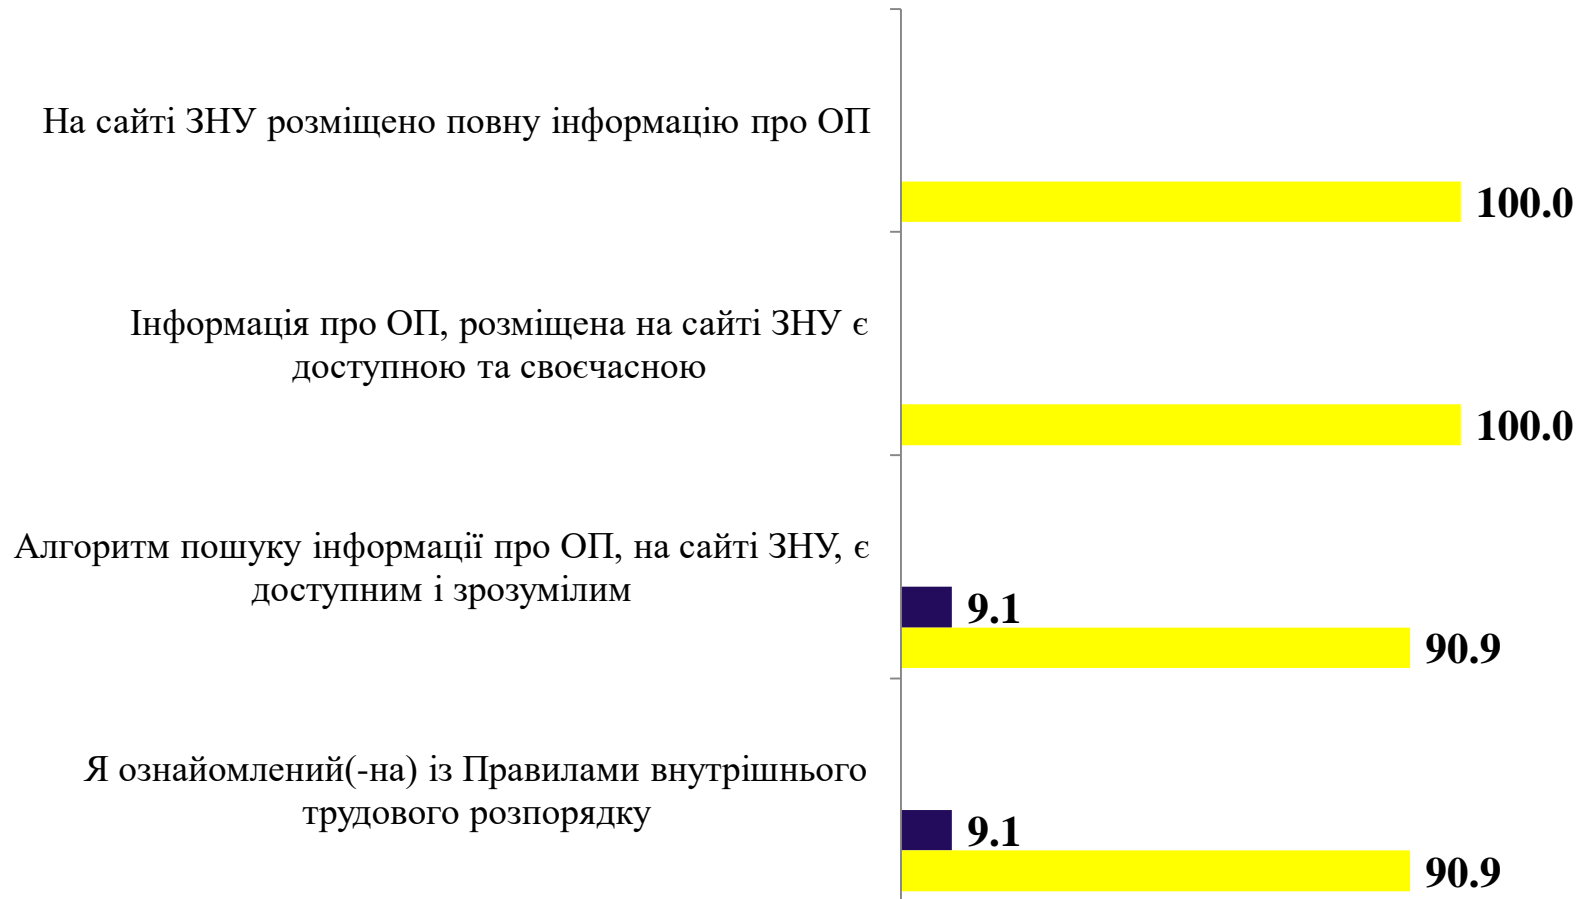 На сайті ЗНУ розміщено повну інформацію про ОП
100.0
Інформація про ОП, розміщена на сайті ЗНУ є
доступною та своєчасною
100.0
Алгоритм пошуку інформації про ОП, на сайті ЗНУ, є
доступним і зрозумілим
9.1
90.9
Я ознайомлений(-на) із Правилами внутрішнього
трудового розпорядку
9.1
90.9